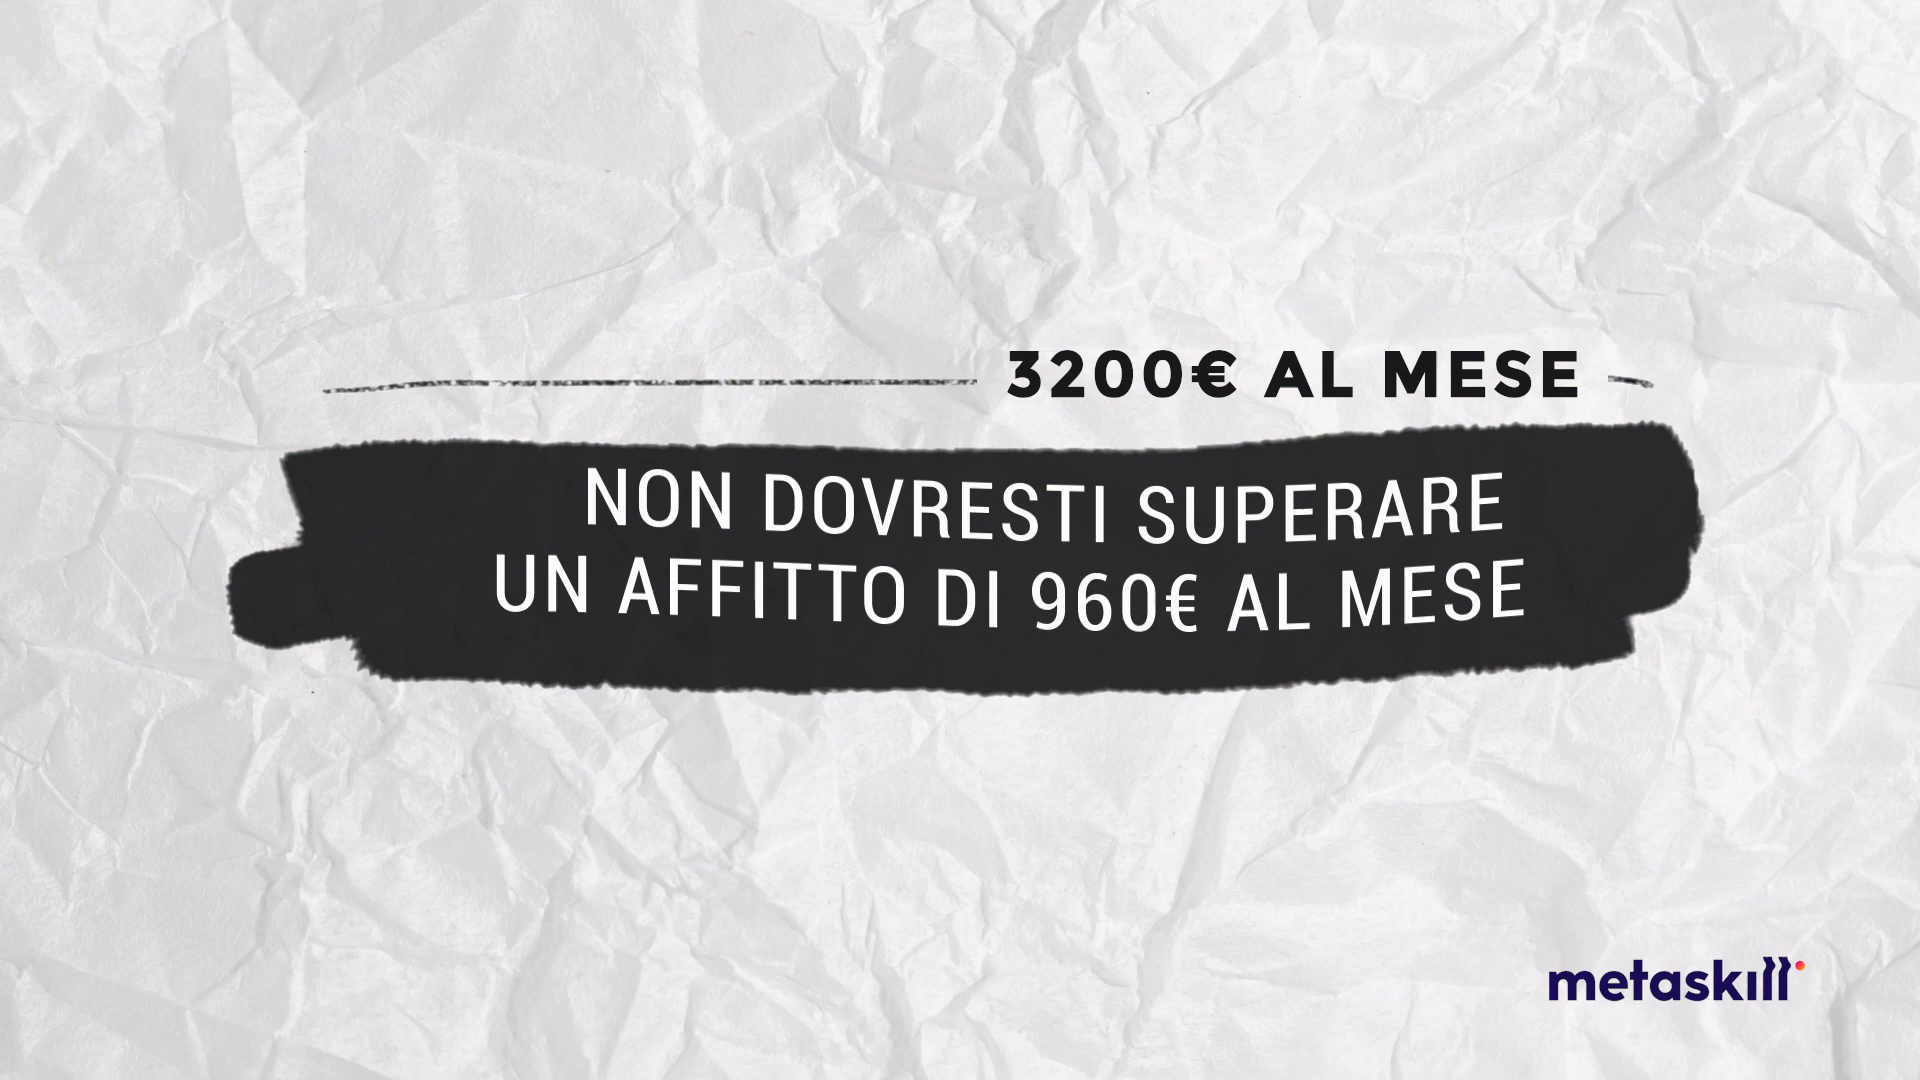 3200€ AL MESE
NON DOVRESTI SUPERARE
UN AFFITTO DI 960€ AL MESE
metaskill